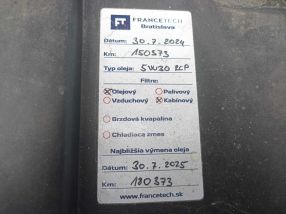 FT FRANCETECH
Bratislava
Dátum: 30.7.2024
Km: 150573
Typ oleja: 5W30 RCP
Filtre:
Olejový Palivový
Vzduchový Kabínový
Brzdová kvapalina
Chladiaca zmes
Najbližšia výmena oleja
Dátum: 30.7.2025
Km: 180373
www.francetech.sk